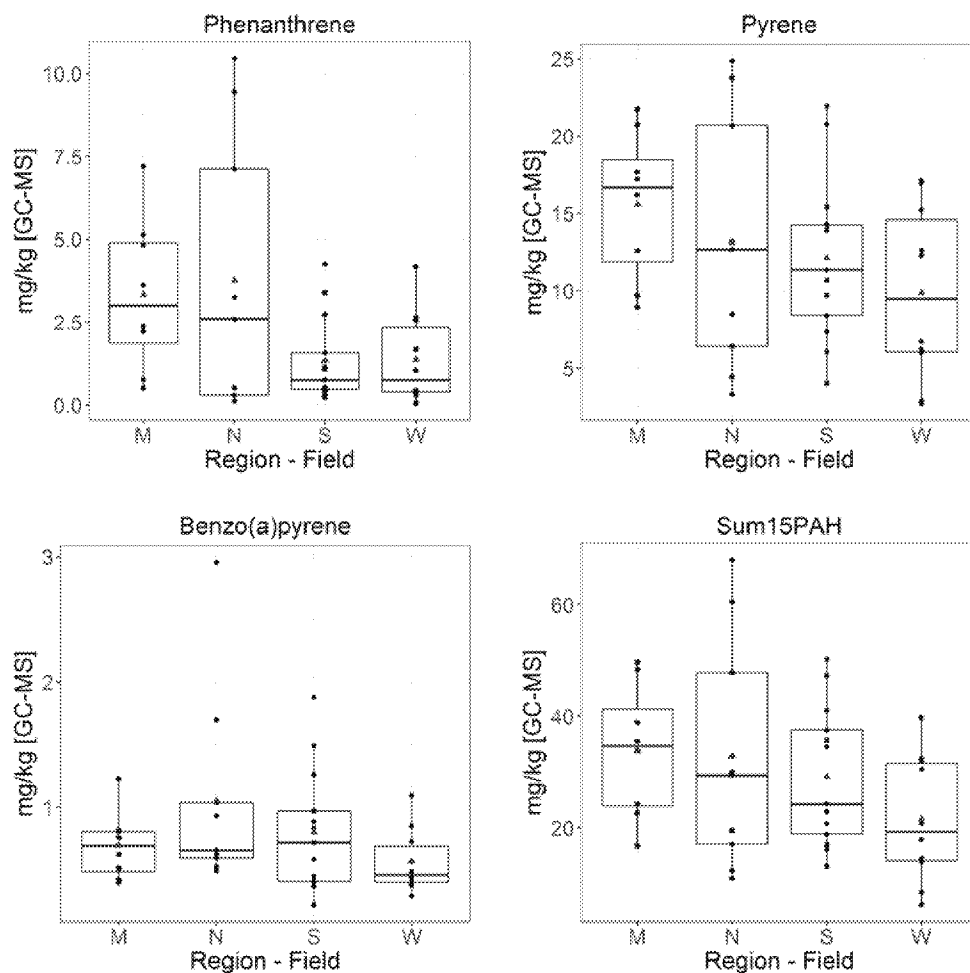 Phenanthrene
mg/kg [GC-MS]
10.0
7.5
5.0
2.5
0.0
M N S W
Region - Field
Pyrene
mg/kg [GC-MS]
25
20
15
10
5
M N S W
Region - Field
Benzo(a)pyrene
mg/kg [GC-MS]
3
2
1
M N S W
Region - Field
Sum15PAH
mg/kg [GC-MS]
60
40
20
M N S W
Region - Field